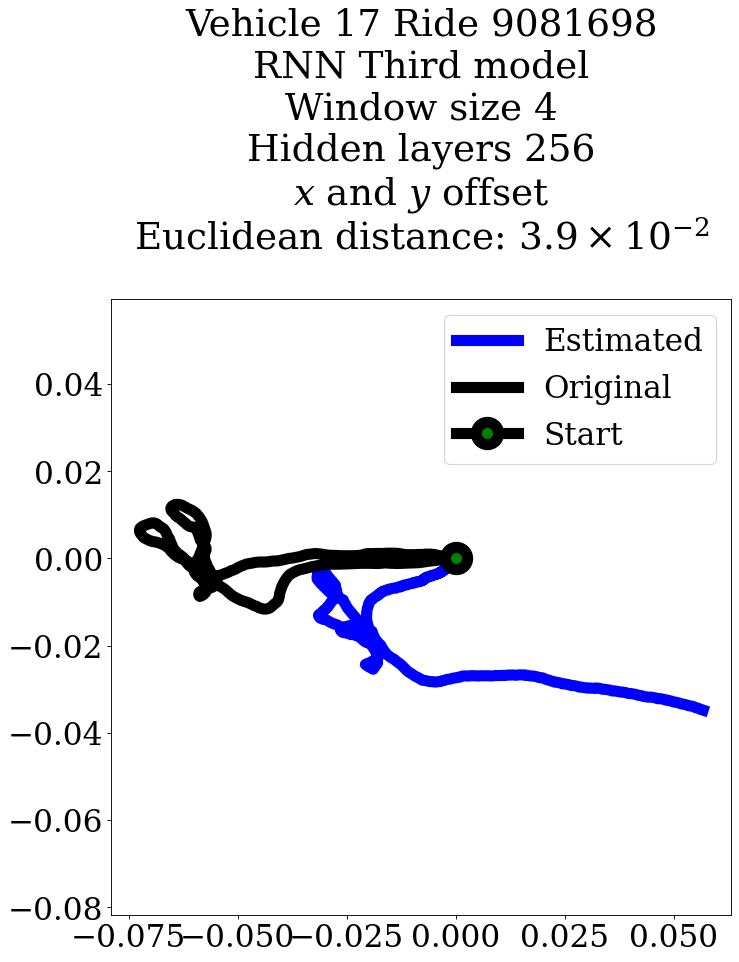 Vehicle 17 Ride 9081698
RNN Third model
Window size 4
Hidden layers 256
x and y offset
Euclidean distance: 3.9 × 10⁻²
Estimated
Original
Start
0.04
0.02
0.00
−0.02
−0.04
−0.06
−0.08
−0.075 −0.050 −0.025 0.000 0.025 0.050